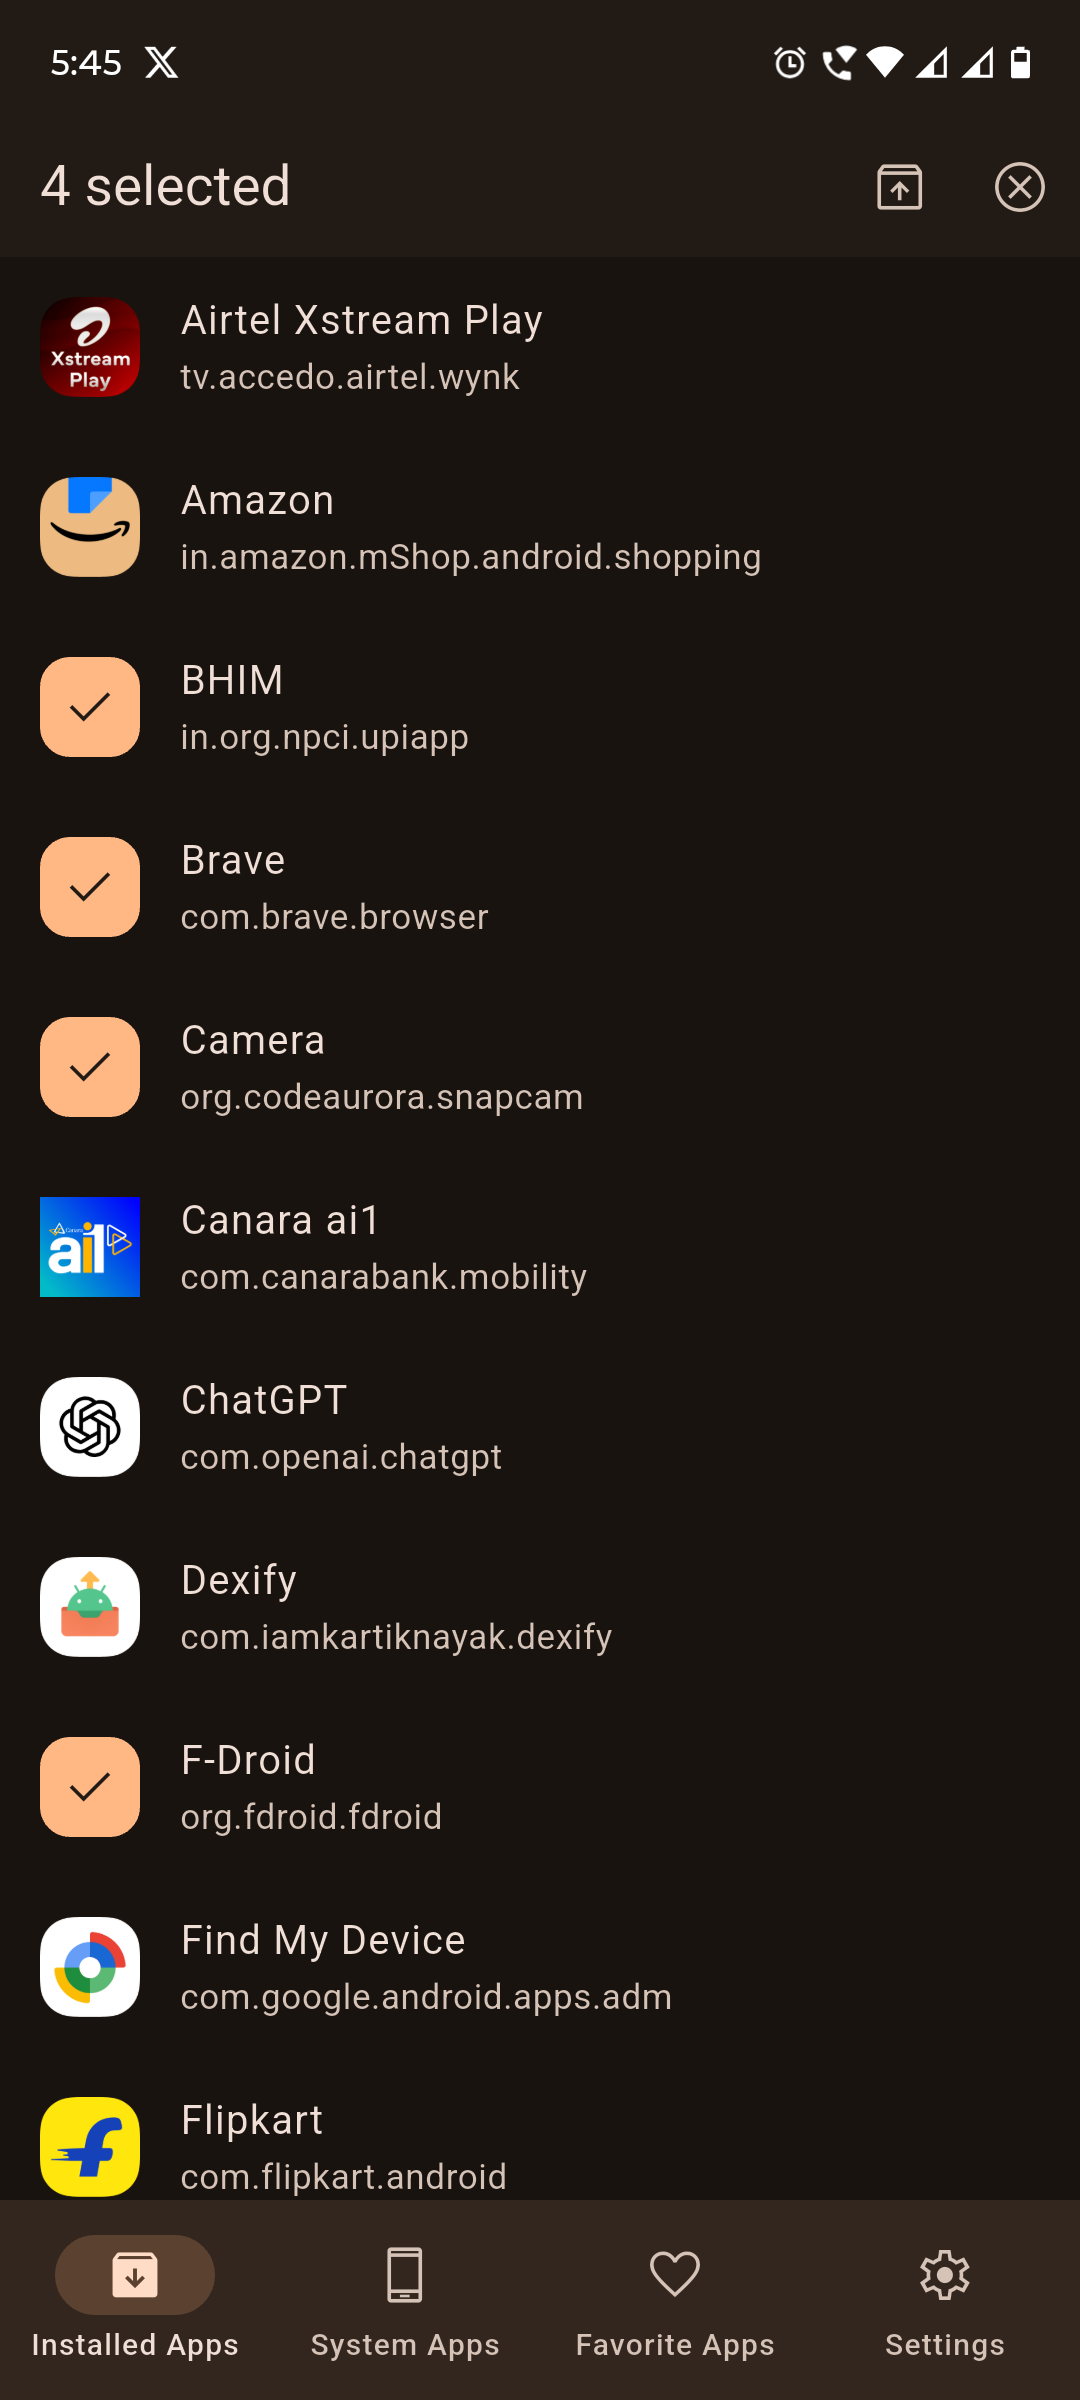 5:45
4 selected
Xstream
Play
Airtel Xstream Play
tv.accedo.airtel.wynk
Amazon
in.amazon.mShop.android.shopping
BHIM
in.org.npci.upiapp
Brave
com.brave.browser
Camera
org.codeaurora.snapcam
Canara
ai1
Canara ai1
com.canarabank.mobility
ChatGPT
com.openai.chatgpt
Dexify
com.iamkartiknayak.dexify
F-Droid
org.fdroid.fdroid
Find My Device
com.google.android.apps.adm
Flipkart
com.flipkart.android
Installed Apps
System Apps
Favorite Apps
Settings